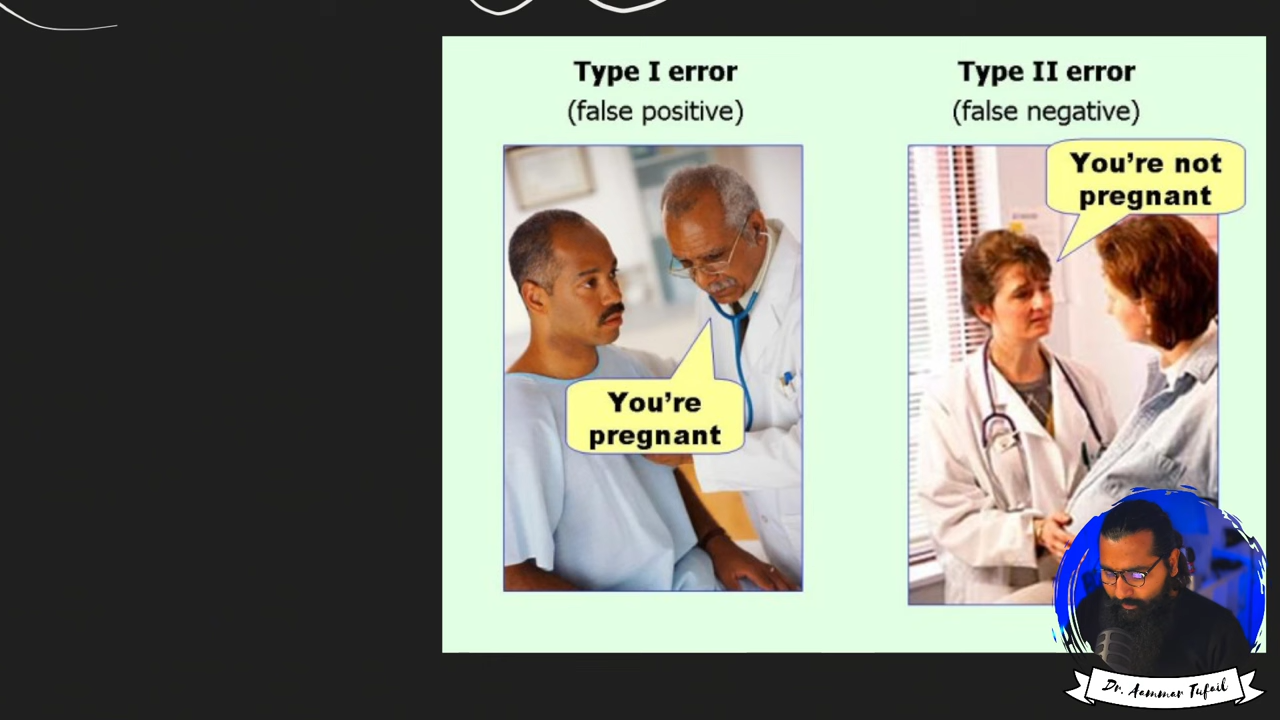 Type I error
(false positive)
You're
pregnant
Type II error
(false negative)
You're not
pregnant
Dr. Aammar Tufail